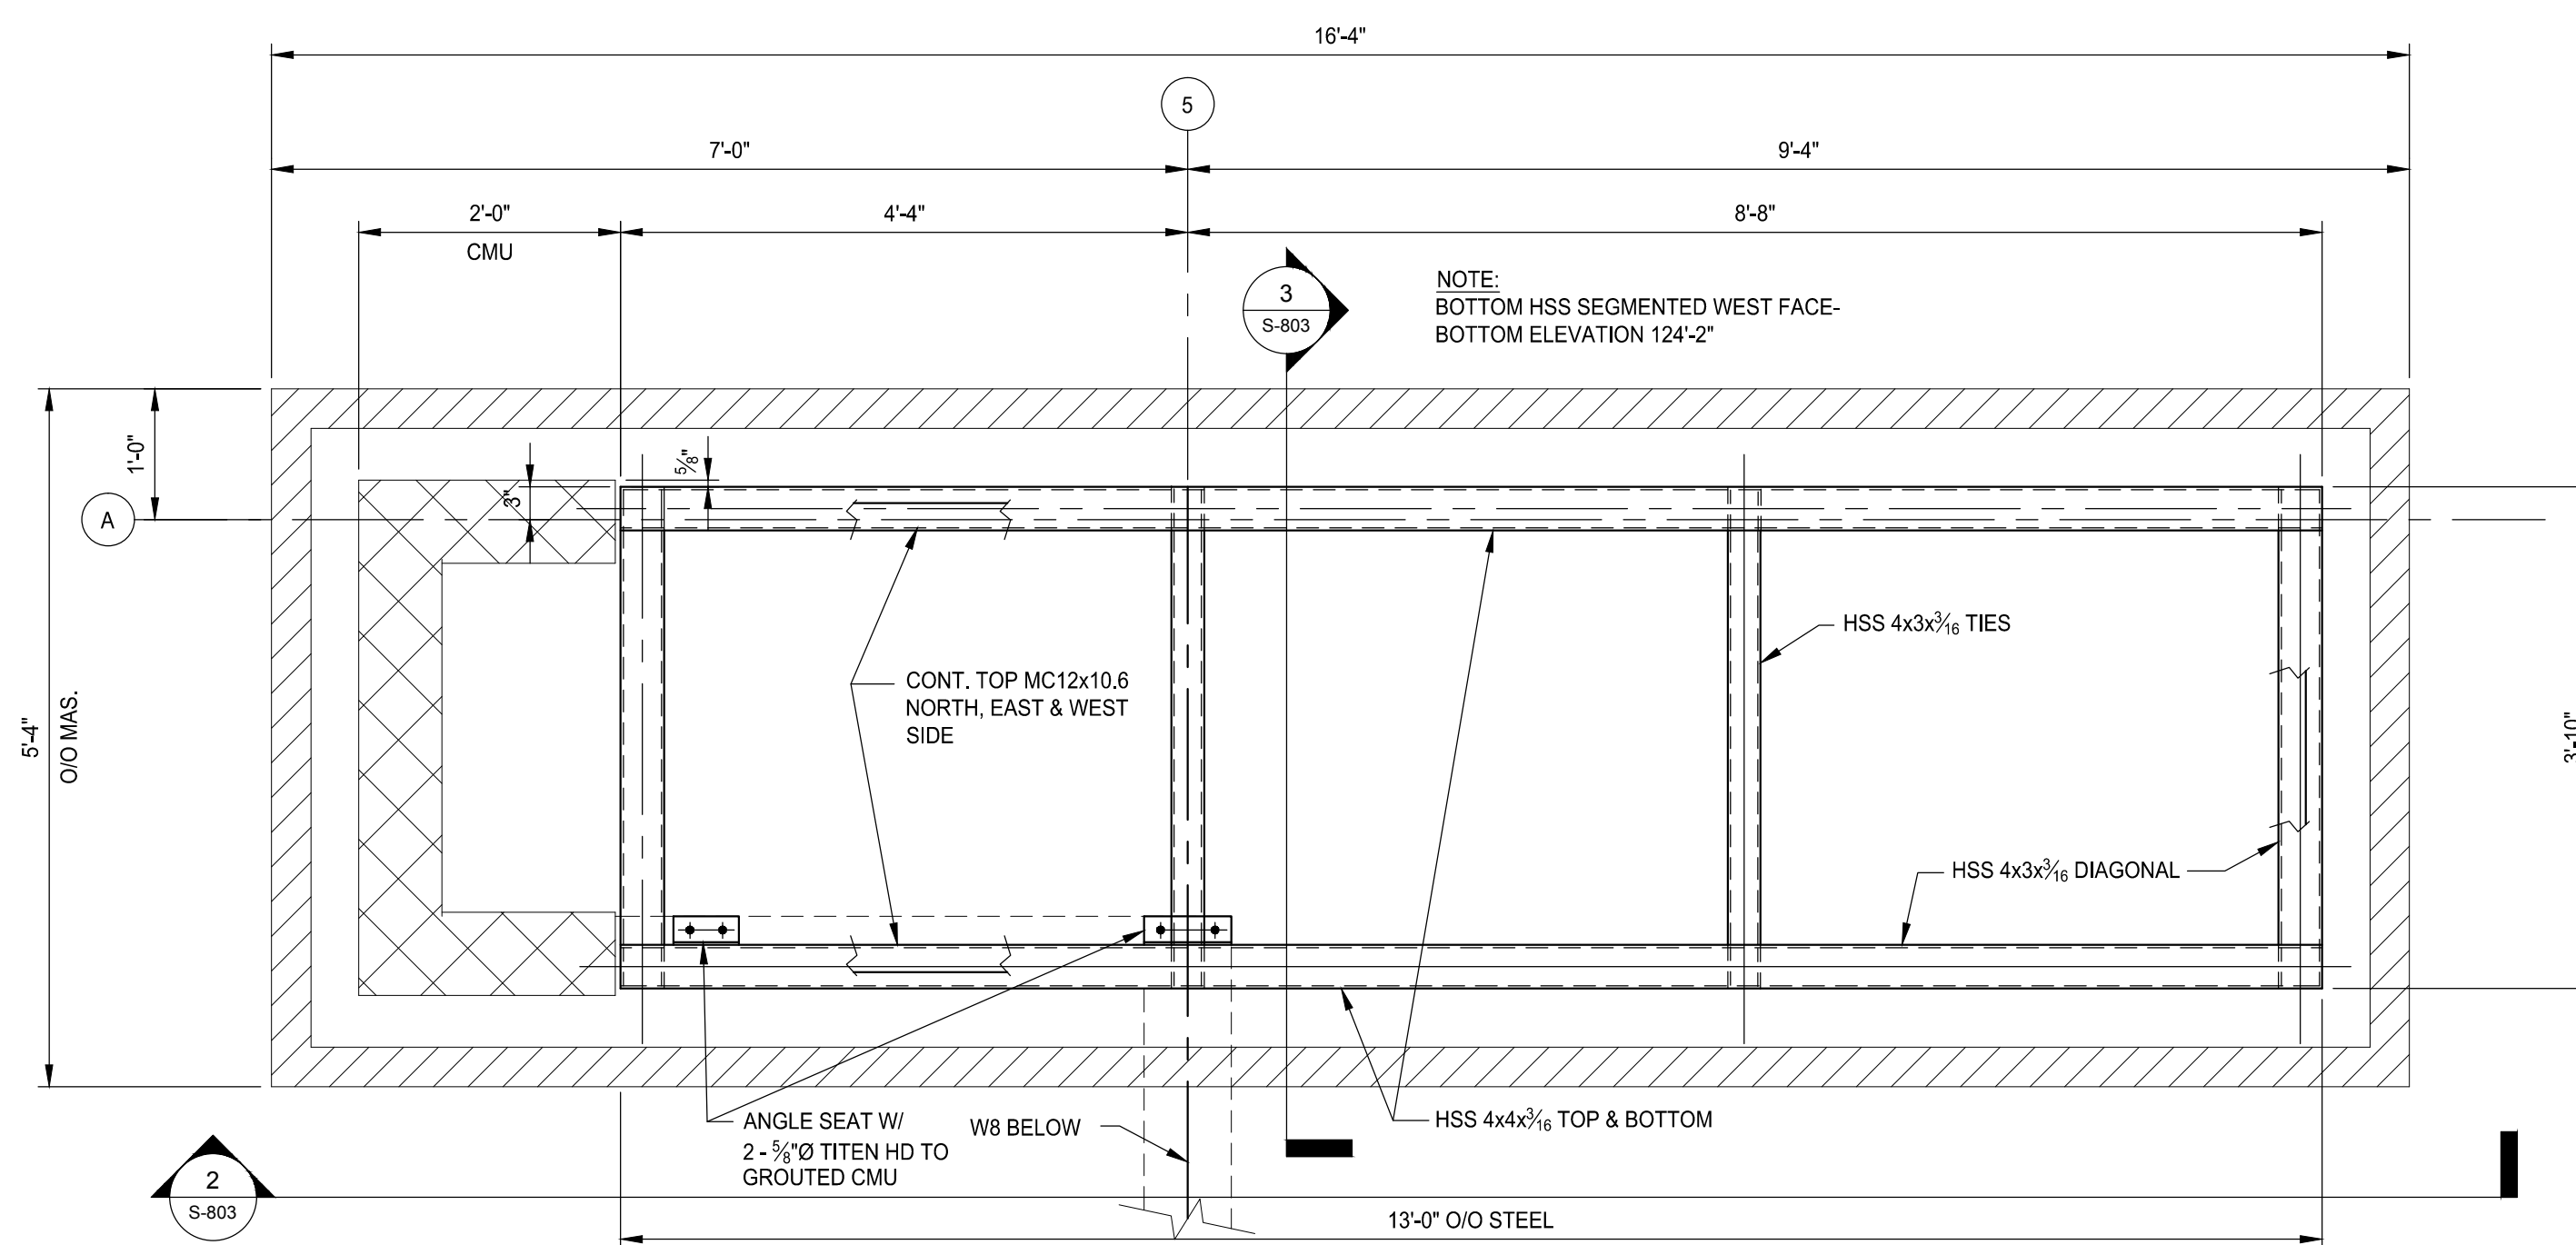 16'-4"
5
7'-0"
9'-4"
2'-0"
CMU
4'-4"
8'-8"
3
S-803
NOTE:
BOTTOM HSS SEGMENTED WEST FACE-
BOTTOM ELEVATION 124'-2"
1'-0"
5/8"
3"
A
HSS 4x3x3/16 TIES
CONT. TOP MC12x10.6
NORTH, EAST & WEST
SIDE
5'-4"
O/O MAS.
3'-10"
HSS 4x3x3/16 DIAGONAL
ANGLE SEAT W/
2 - 5/8"Ø TITEN HD TO
GROUTED CMU
W8 BELOW
HSS 4x4x3/16 TOP & BOTTOM
2
S-803
13'-0" O/O STEEL